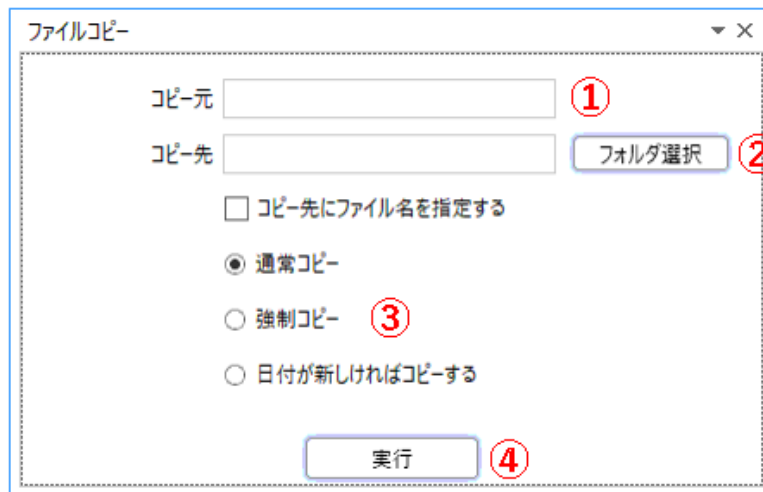 ファイルコピー
コピー元 ①
コピー先 フォルダ選択 ②
コピー先にファイル名を指定する
通常コピー
強制コピー ③
日付が新しければコピーする
実行 ④